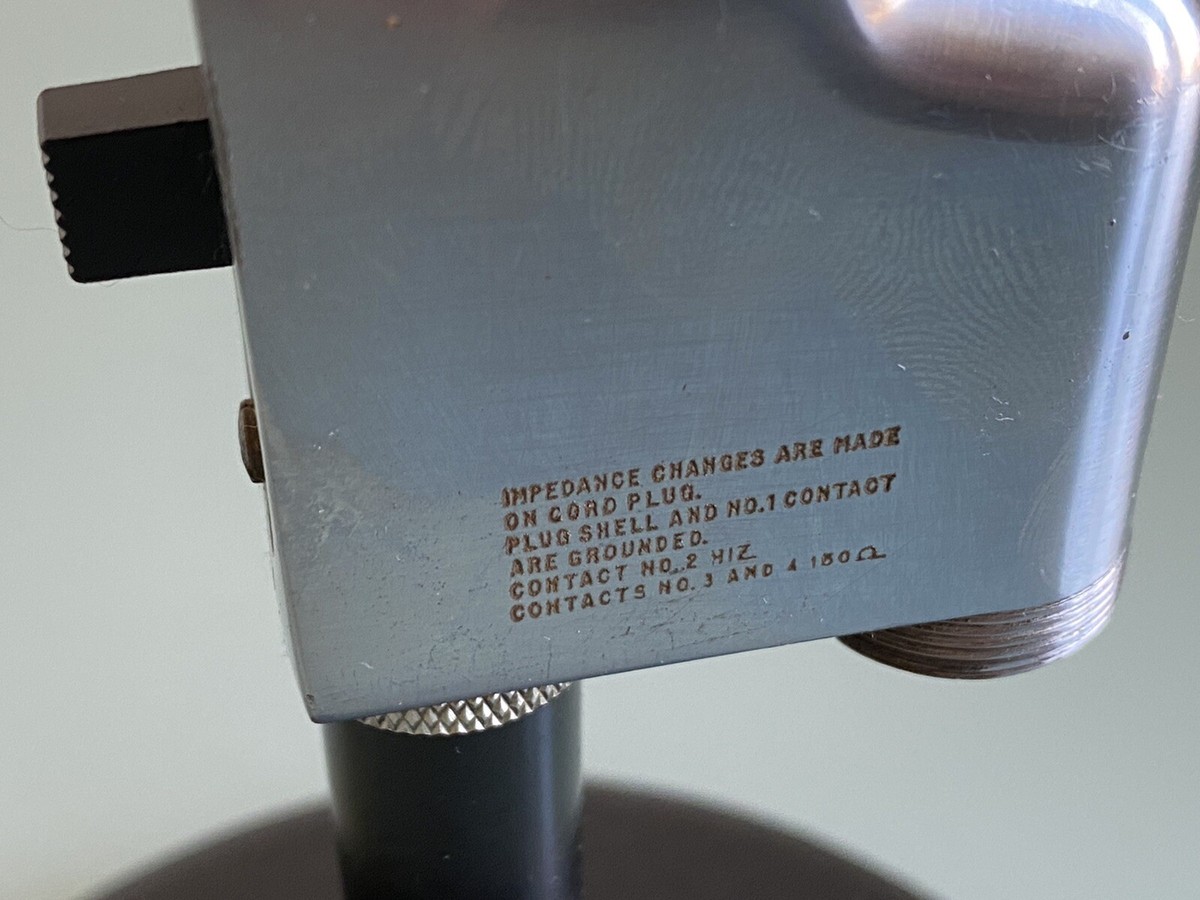 IMPEDANCE CHANGES ARE MADE
ON CORD PLUG.
PLUG SHELL AND NO.1 CONTACT
ARE GROUNDED.
CONTACT NO.2 HIZ
CONTACTS NO.3 AND 4 150Ω